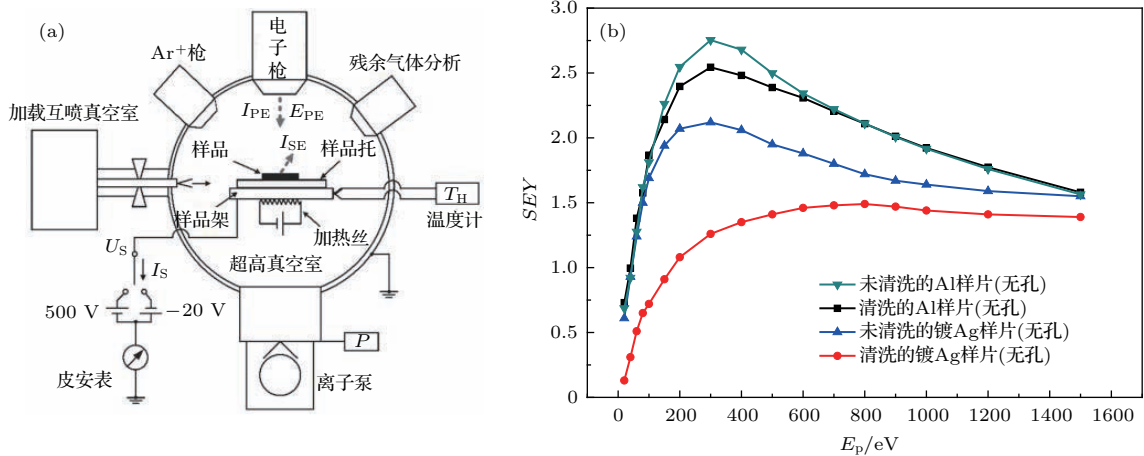 (a)
电子枪
Ar⁺枪
残余气体分析
加载互喷真空室
I_PE E_PE
I_SE
样品
样品托
T_H
温度计
样品架
加热丝
U_S
I_S
超高真空室
500 V
−20 V
P
皮安表
离子泵
(b)
3.0
2.5
2.0
1.5
1.0
0.5
0
SEY
未清洗的Al样片(无孔)
清洗的Al样片(无孔)
未清洗的镀Ag样片(无孔)
清洗的镀Ag样片(无孔)
0 200 400 600 800 1000 1200 1400 1600
E_p/eV